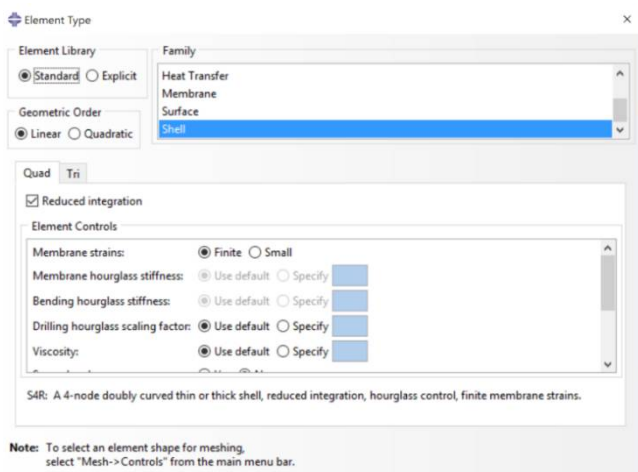 Element Type
Element Library
Standard Explicit
Family
Heat Transfer
Membrane
Surface
Shell
Geometric Order
Linear Quadratic
Quad Tri
Reduced integration
Element Controls
Membrane strains: Finite Small
Membrane hourglass stiffness: Use default Specify
Bending hourglass stiffness: Use default Specify
Drilling hourglass scaling factor: Use default Specify
Viscosity: Use default Specify
S4R: A 4-node doubly curved thin or thick shell, reduced integration, hourglass control, finite membrane strains.
Note: To select an element shape for meshing,
select "Mesh->Controls" from the main menu bar.